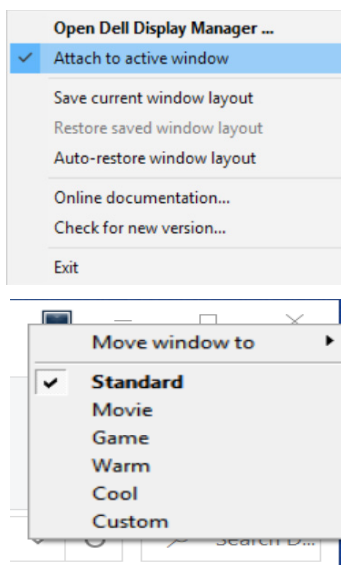 Open Dell Display Manager ...
Attach to active window
Save current window layout
Restore saved window layout
Auto-restore window layout
Online documentation...
Check for new version...
Exit
Move window to
Standard
Movie
Game
Warm
Cool
Custom
Search D...